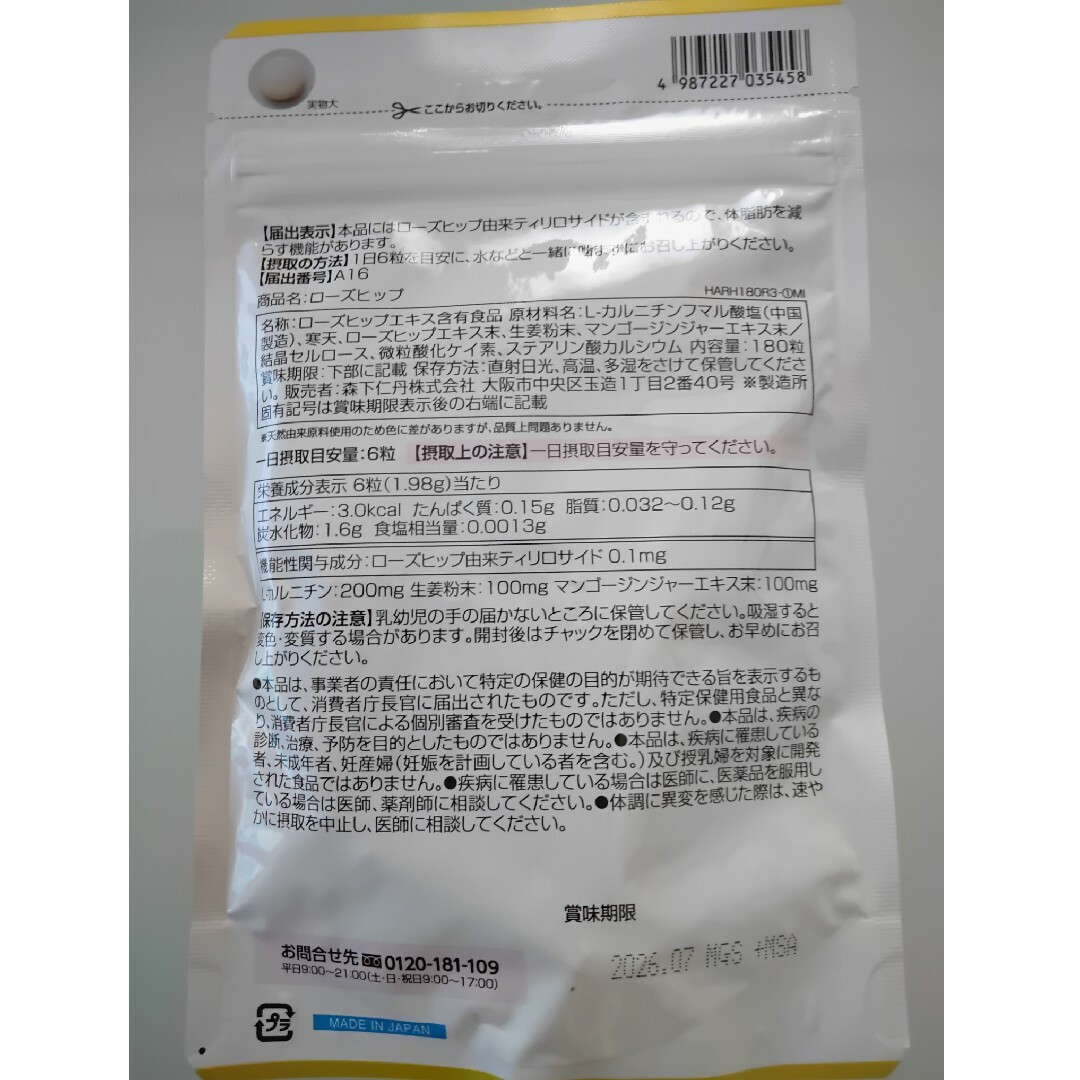 4 987227 035458
実物大
ここからお切りください。
【届出表示】本品にはローズヒップ由来ティリロサイドが含まれるので、体脂肪を減
らす機能があります。
【摂取の方法】1日6粒を目安に、水などと一緒に噛まずにお召し上がりください。
【届出番号】A16
商品名:ローズヒップ
HARH180R3-①MI
名称:ローズヒップエキス含有食品 原材料名:L-カルニチンフマル酸塩(中国
製造)、寒天、ローズヒップエキス末、生姜粉末、マンゴージンジャーエキス末/
結晶セルロース、微粒酸化ケイ素、ステアリン酸カルシウム 内容量:180粒
賞味期限:下部に記載 保存方法:直射日光、高温、多湿をさけて保管してくださ
い。販売者:森下仁丹株式会社 大阪市中央区玉造1丁目2番40号 ※製造所
固有記号は賞味期限表示後の右端に記載
※天然由来原料使用のため色に差がありますが、品質上問題ありません。
一日摂取目安量:6粒 【摂取上の注意】一日摂取目安量を守ってください。
栄養成分表示 6粒(1.98g)当たり
エネルギー:3.0kcal たんぱく質:0.15g 脂質:0.032〜0.12g
炭水化物:1.6g 食塩相当量:0.0013g
機能性関与成分:ローズヒップ由来ティリロサイド 0.1mg
L-カルニチン:200mg 生姜粉末:100mg マンゴージンジャーエキス末:100mg
【保存方法の注意】乳幼児の手の届かないところに保管してください。吸湿すると
変色・変質する場合があります。開封後はチャックを閉めて保管し、お早めにお召
し上がりください。
●本品は、事業者の責任において特定の保健の目的が期待できる旨を表示するも
のとして、消費者庁長官に届出されたものです。ただし、特定保健用食品と異な
り、消費者庁長官による個別審査を受けたものではありません。●本品は、疾病の
診断、治療、予防を目的としたものではありません。●本品は、疾病に罹患している
者、未成年者、妊産婦(妊娠を計画している者を含む。)及び授乳婦を対象に開発
された食品ではありません。●疾病に罹患している場合は医師に、医薬品を服用し
ている場合は医師、薬剤師に相談してください。●体調に異変を感じた際は、速や
かに摂取を中止し、医師に相談してください。
賞味期限
2026.07 MGS +MSA
お問合せ先 0120-181-109
平日9:00〜21:00(土・日・祝日9:00〜17:00)
プラ
MADE IN JAPAN